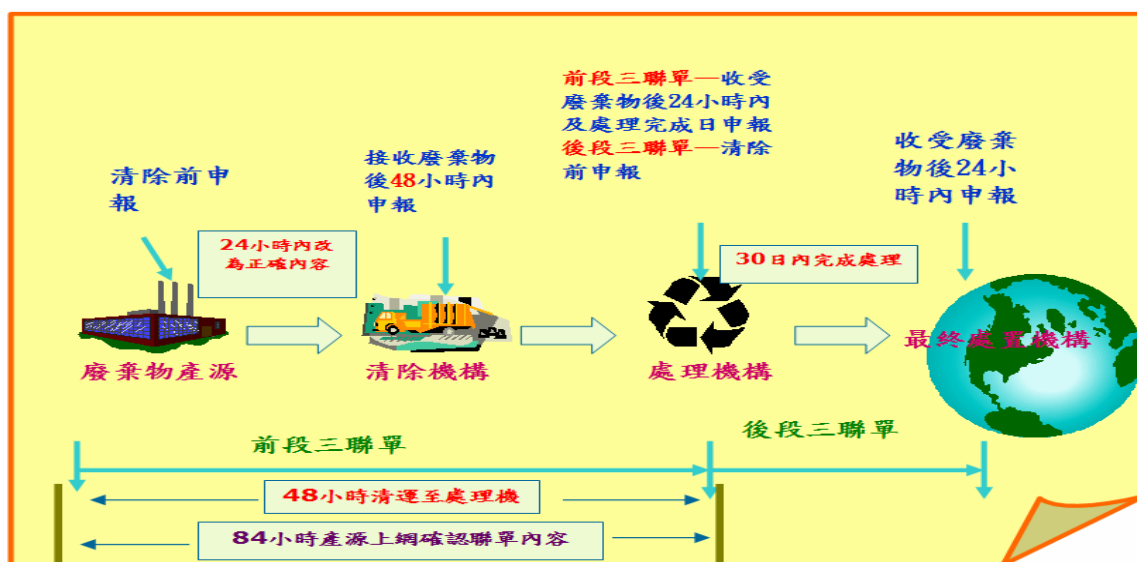 清除前申
報
24小時內改
為正確內容
接收廢棄物
後48小時內
申報
前段三聯單—收受
廢棄物後24小時內
及處理完成日申報
後段三聯單—清除
前申報
30日內完成處理
收受廢棄
物後24小
時內申報
廢棄物產源
清除機構
處理機構
最終處置機構
前段三聯單
後段三聯單
48小時清運至處理機
84小時產源上網確認聯單內容